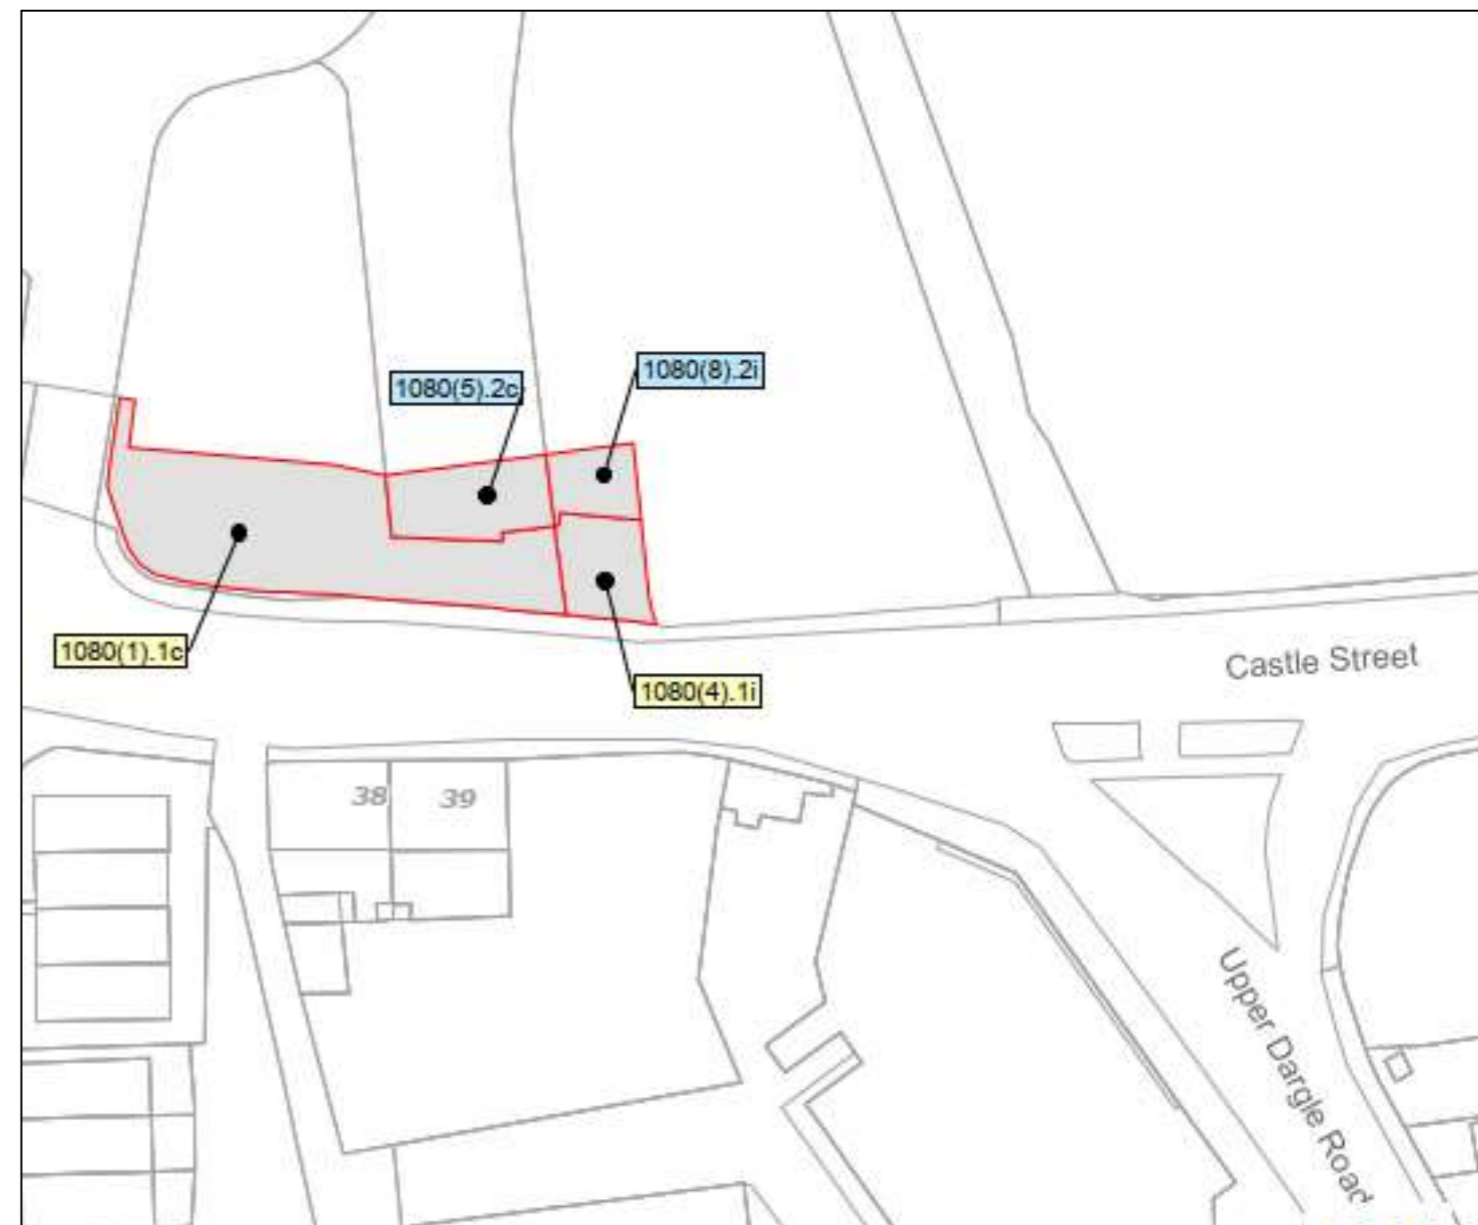 1080(8).2i
1080(5).2c
1080(1).1c
1080(4).1i
Castle Street
38
39
Upper Dargle Road